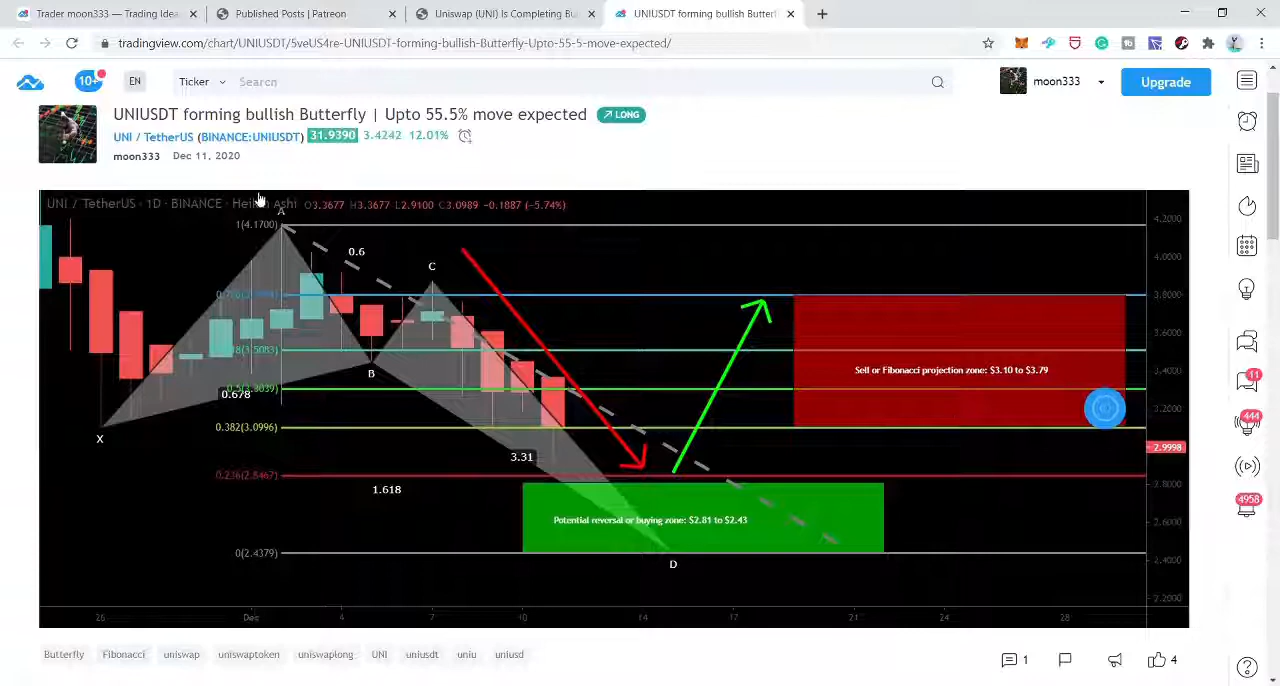 Trader moon333 — Trading Idea
Published Posts | Patreon
Uniswap (UNI) Is Completing Bu
UNIUSDT forming bullish Butterf
tradingview.com/chart/UNIUSDT/5veUS4re-UNIUSDT-forming-bullish-Butterfly-Upto-55-5-move-expected/
10+
EN
Ticker
Search
moon333
Upgrade
UNIUSDT forming bullish Butterfly | Upto 55.5% move expected
LONG
UNI / TetherUS (BINANCE:UNIUSDT) 31.9390 3.4242 12.01%
moon333 Dec 11, 2020
UNI / TetherUS · 1D · BINANCE · Heikin Ashi O3.3677 H3.3677 L2.9100 C3.0989 −0.1887 (−5.74%)
A
1(4.1700)
4.2000
0.6
4.0000
C
3.8000
3.6000
B
Sell or Fibonacci projection zone: $3.10 to $3.79
3.4000
0.5(3.3039)
0.678
11
3.2000
444
0.382(3.0996)
X
2.9998
3.31
2.8000
1.618
4958
Potential reversal or buying zone: $2.81 to $2.43
2.6000
0(2.4379)
2.4000
D
2.2000
26
Dec
4
7
10
14
17
21
24
28
Butterfly
Fibonacci
uniswap
uniswaptoken
uniswaplong
UNI
uniusdt
uniu
uniusd
1
4